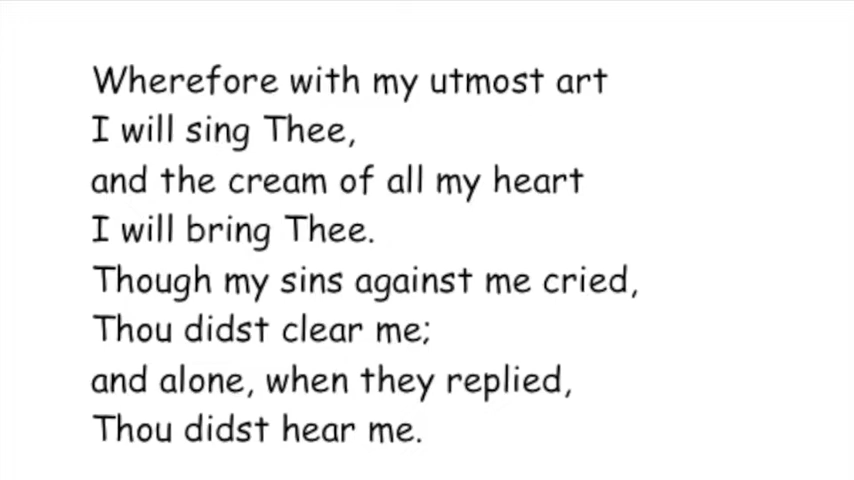 Wherefore with my utmost art
I will sing Thee,
and the cream of all my heart
I will bring Thee.
Though my sins against me cried,
Thou didst clear me;
and alone, when they replied,
Thou didst hear me.